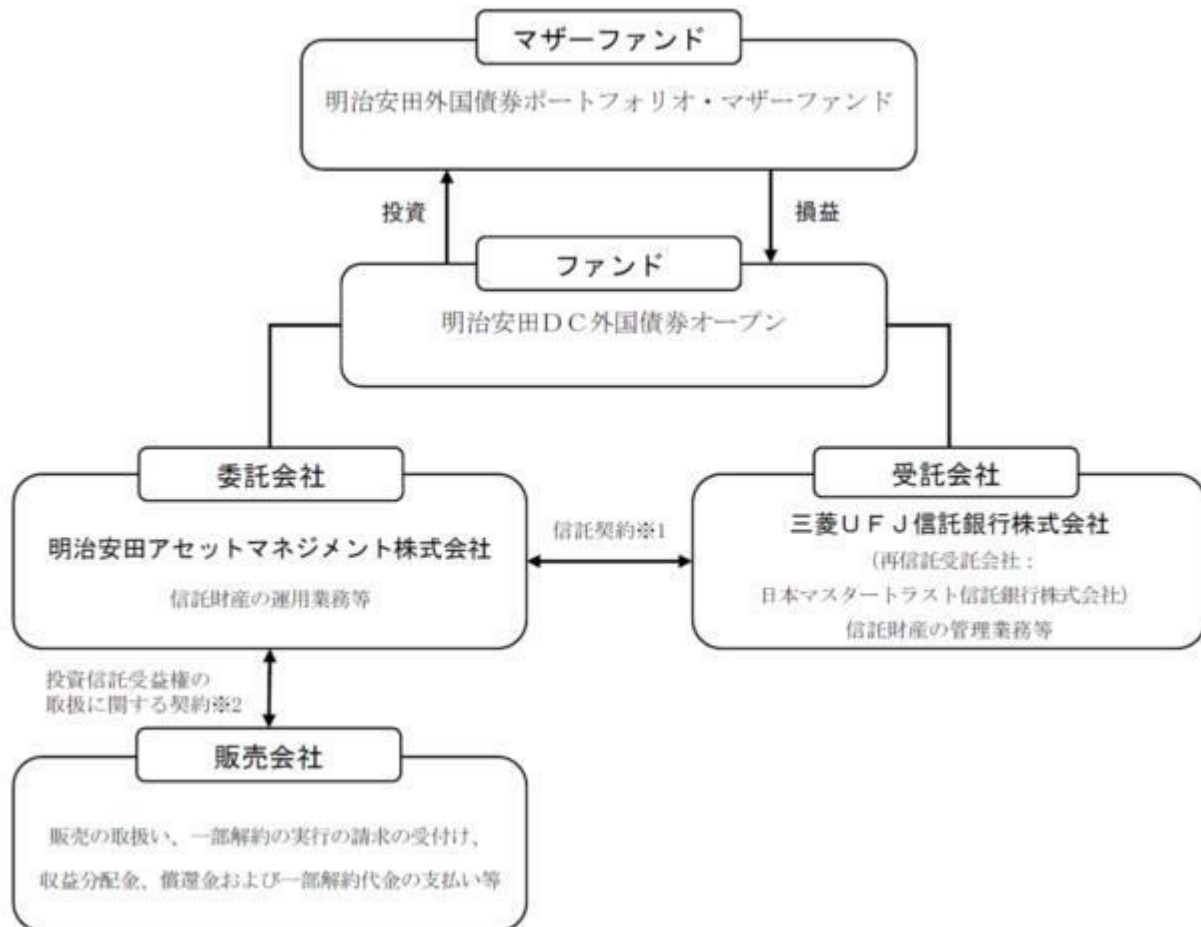 マザーファンド
明治安田外国債券ポートフォリオ・マザーファンド
投資
損益
ファンド
明治安田DC外国債券オープン
委託会社
明治安田アセットマネジメント株式会社
信託財産の運用業務等
信託契約※1
受託会社
三菱UFJ信託銀行株式会社
（再信託受託会社：
日本マスタートラスト信託銀行株式会社）
信託財産の管理業務等
投資信託受益権の
取扱に関する契約※2
販売会社
販売の取扱い、一部解約の実行の請求の受付け、
収益分配金、償還金および一部解約代金の支払い等